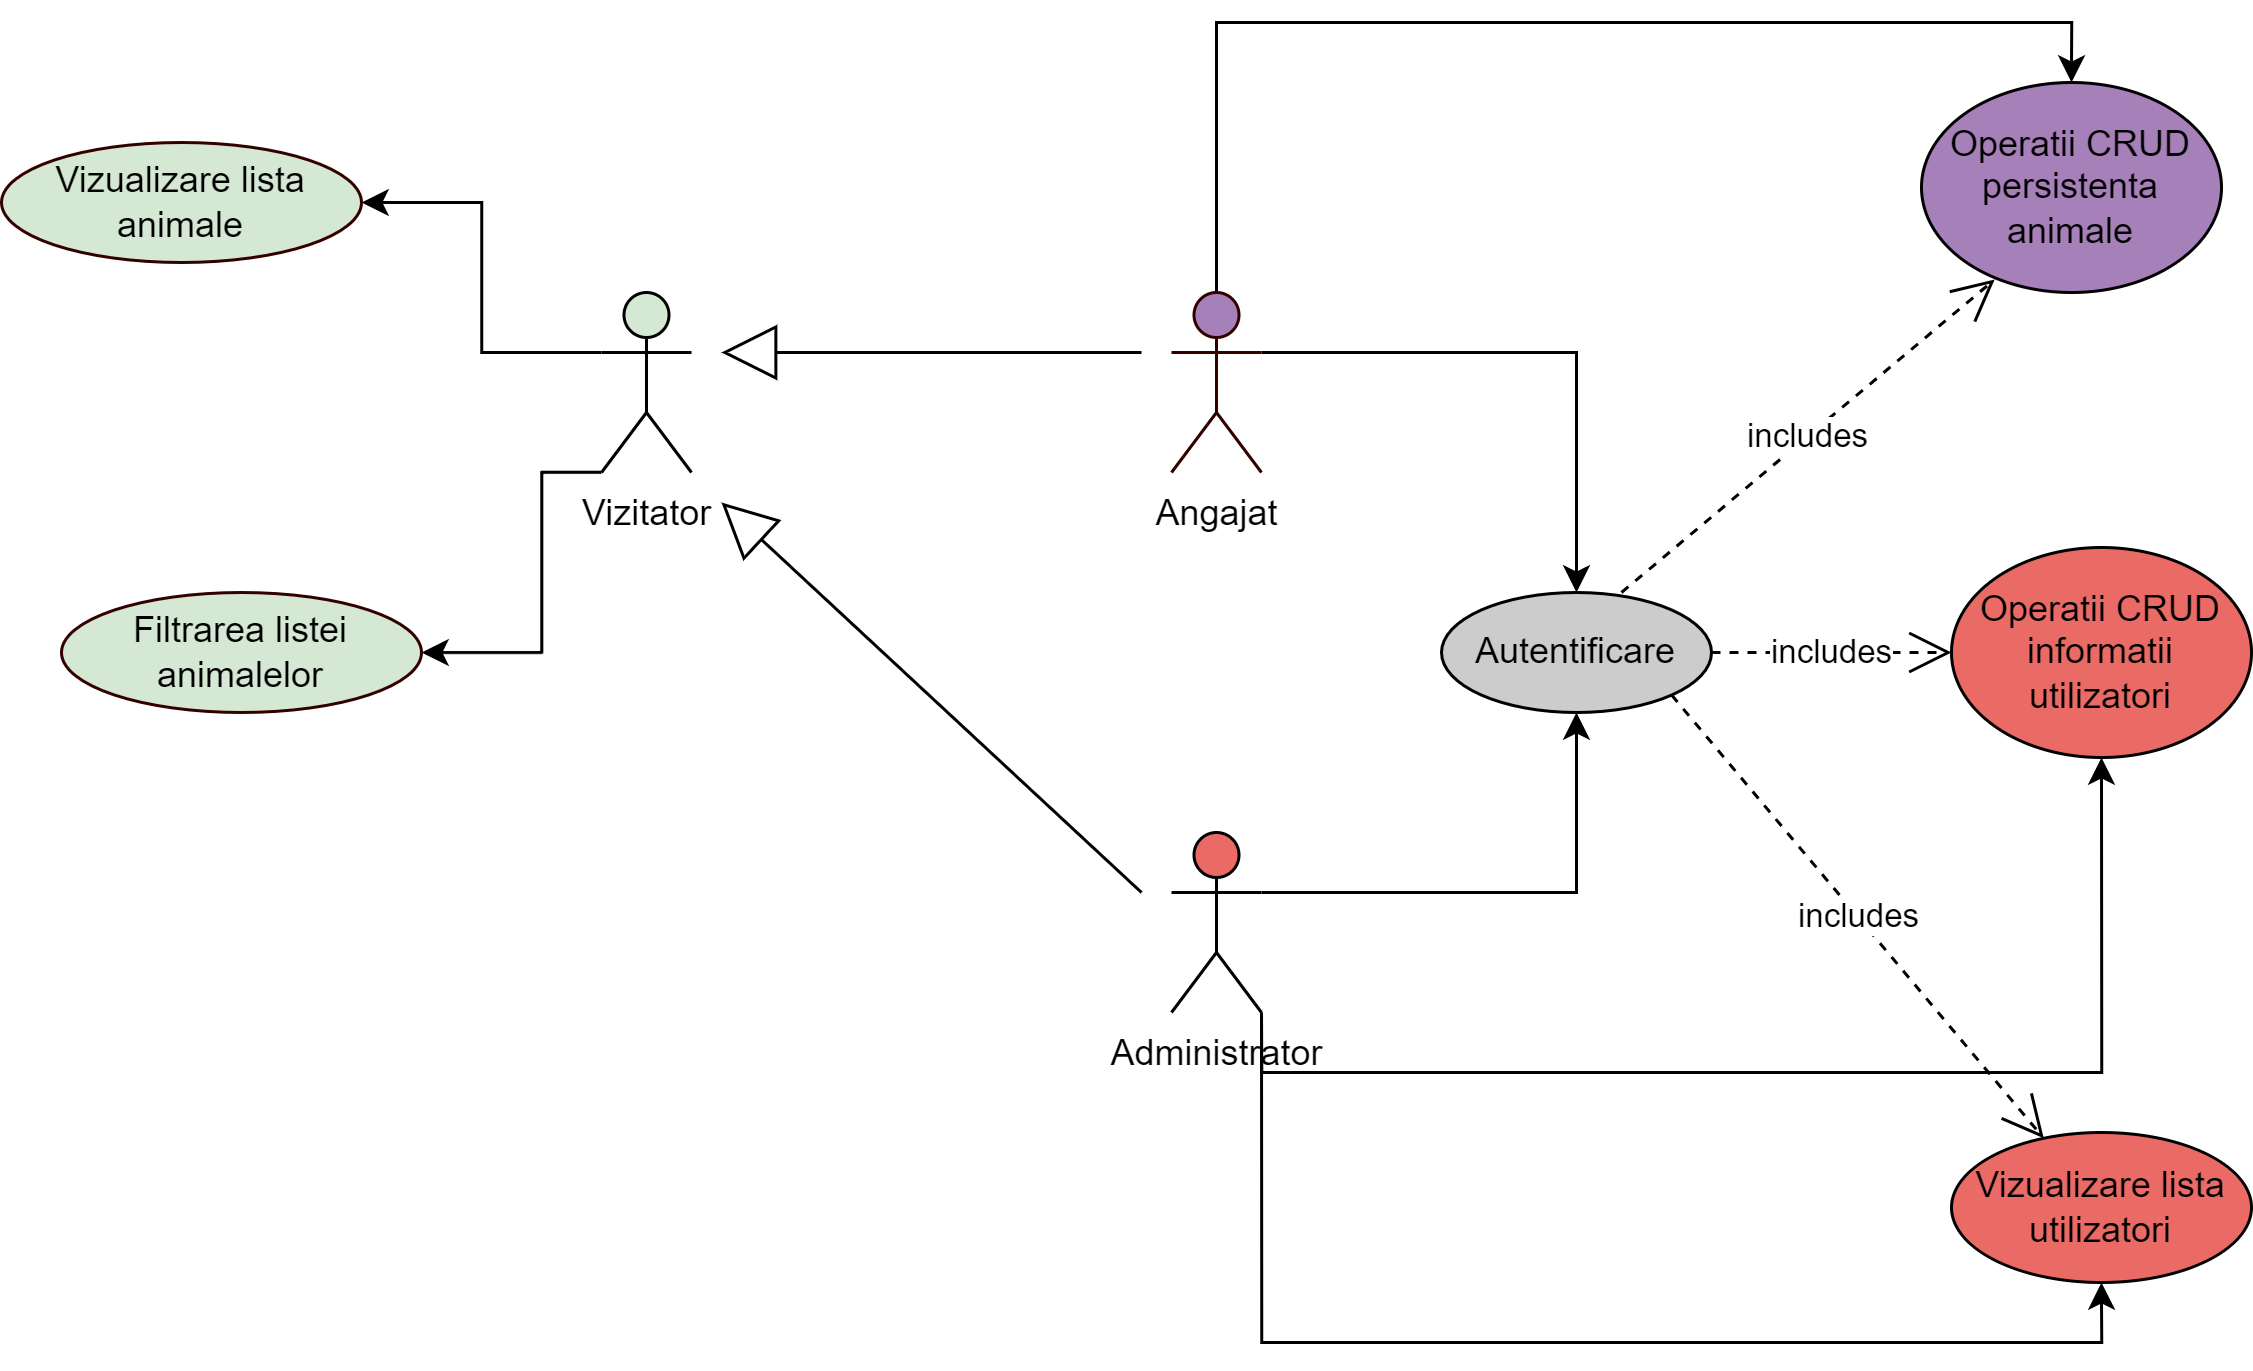 Operatii CRUD
persistenta
animale
Vizualizare lista
animale
includes
Vizitator
Angajat
Filtrarea listei
animalelor
Autentificare
includes
Operatii CRUD
informatii
utilizatori
includes
Administrator
Vizualizare lista
utilizatori